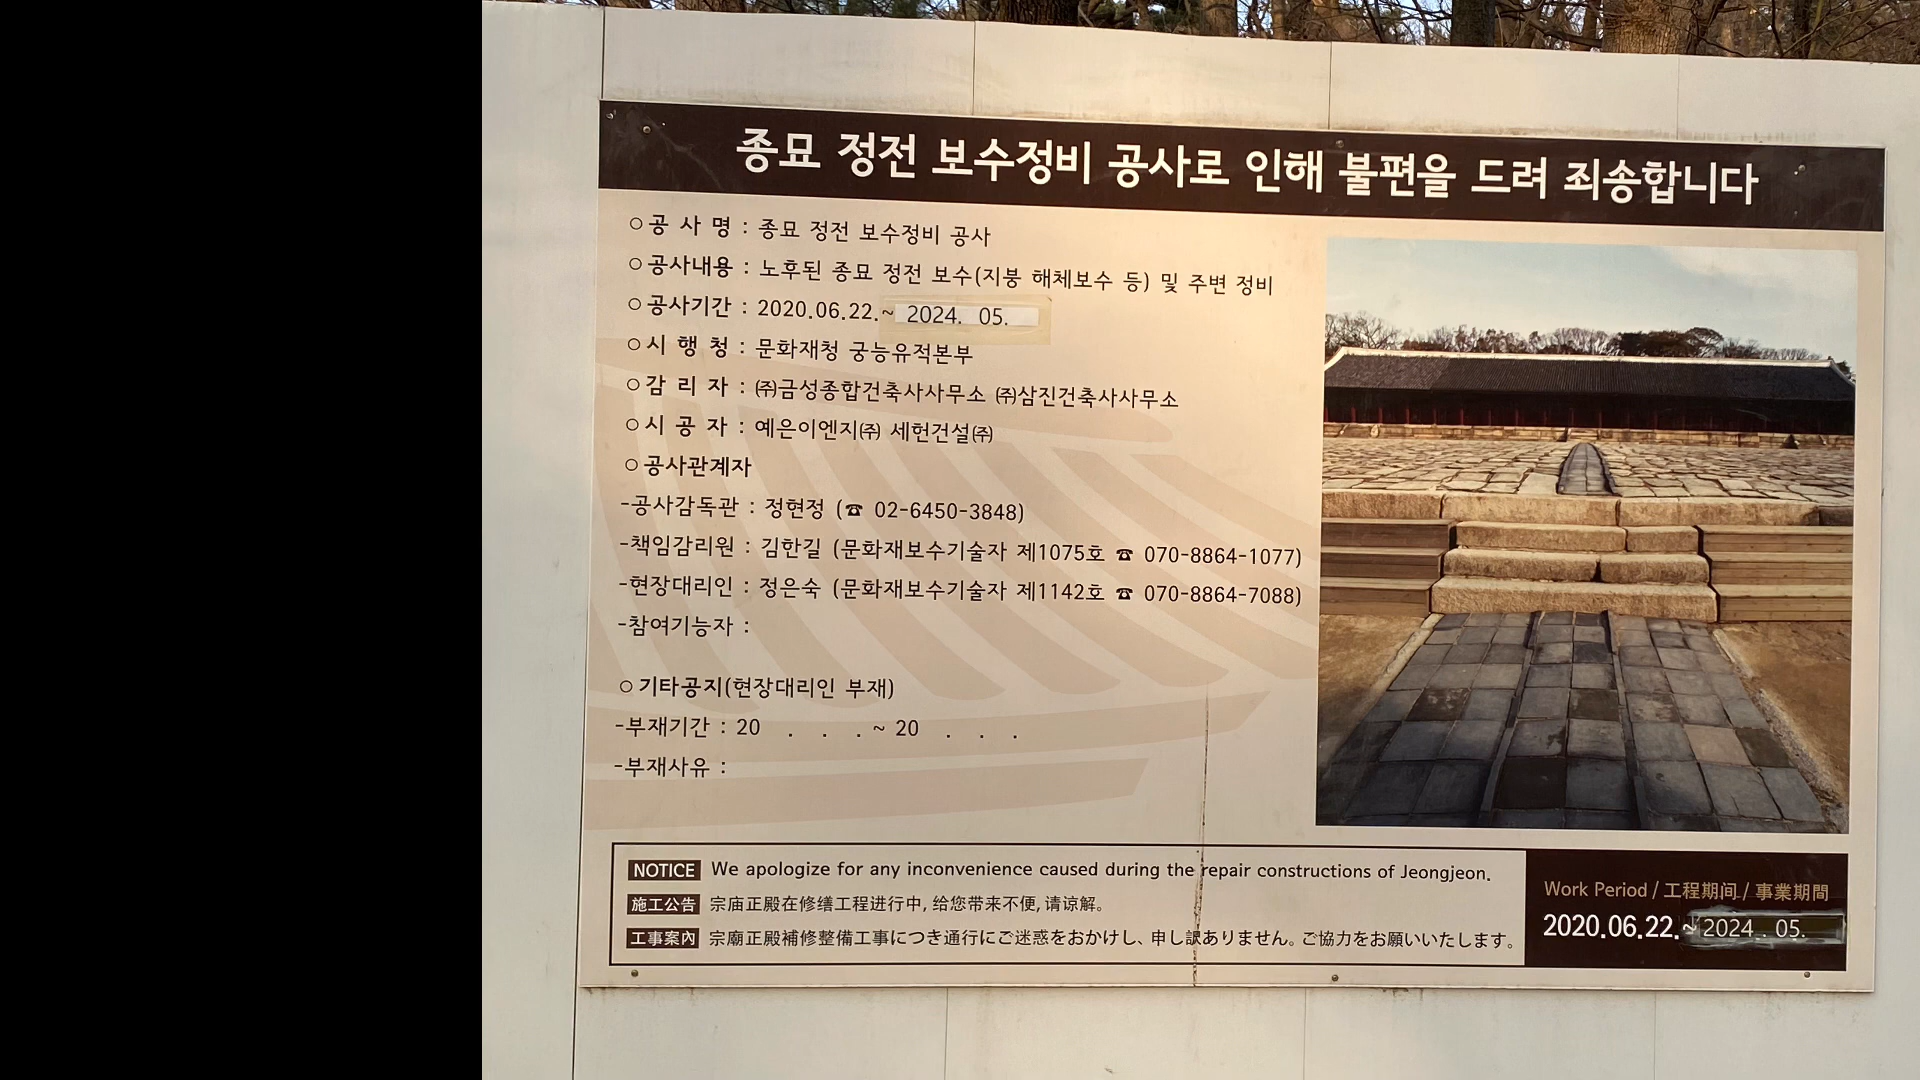 종묘 정전 보수정비 공사로 인해 불편을 드려 죄송합니다
○공 사 명 : 종묘 정전 보수정비 공사
○공사내용 : 노후된 종묘 정전 보수(지붕 해체보수 등) 및 주변 정비
○공사기간 : 2020.06.22.~ 2024. 05.
○시 행 청 : 문화재청 궁능유적본부
○감 리 자 : ㈜금성종합건축사사무소 ㈜삼진건축사사무소
○시 공 자 : 예은이엔지㈜ 세헌건설㈜
○공사관계자
-공사감독관 : 정현정 (☎ 02-6450-3848)
-책임감리원 : 김한길 (문화재보수기술자 제1075호 ☎ 070-8864-1077)
-현장대리인 : 정은숙 (문화재보수기술자 제1142호 ☎ 070-8864-7088)
-참여기능자 :
○기타공지(현장대리인 부재)
-부재기간 : 20 . . . ~ 20 . . .
-부재사유 :
NOTICE We apologize for any inconvenience caused during the repair constructions of Jeongjeon.
施工公告 宗庙正殿在修缮工程进行中, 给您带来不便, 请谅解。
工事案內 宗廟正殿補修整備工事につき通行にご迷惑をおかけし、申し訳ありません。ご協力をお願いいたします。
Work Period / 工程期间 / 事業期間
2020.06.22.~ 2024 . 05.